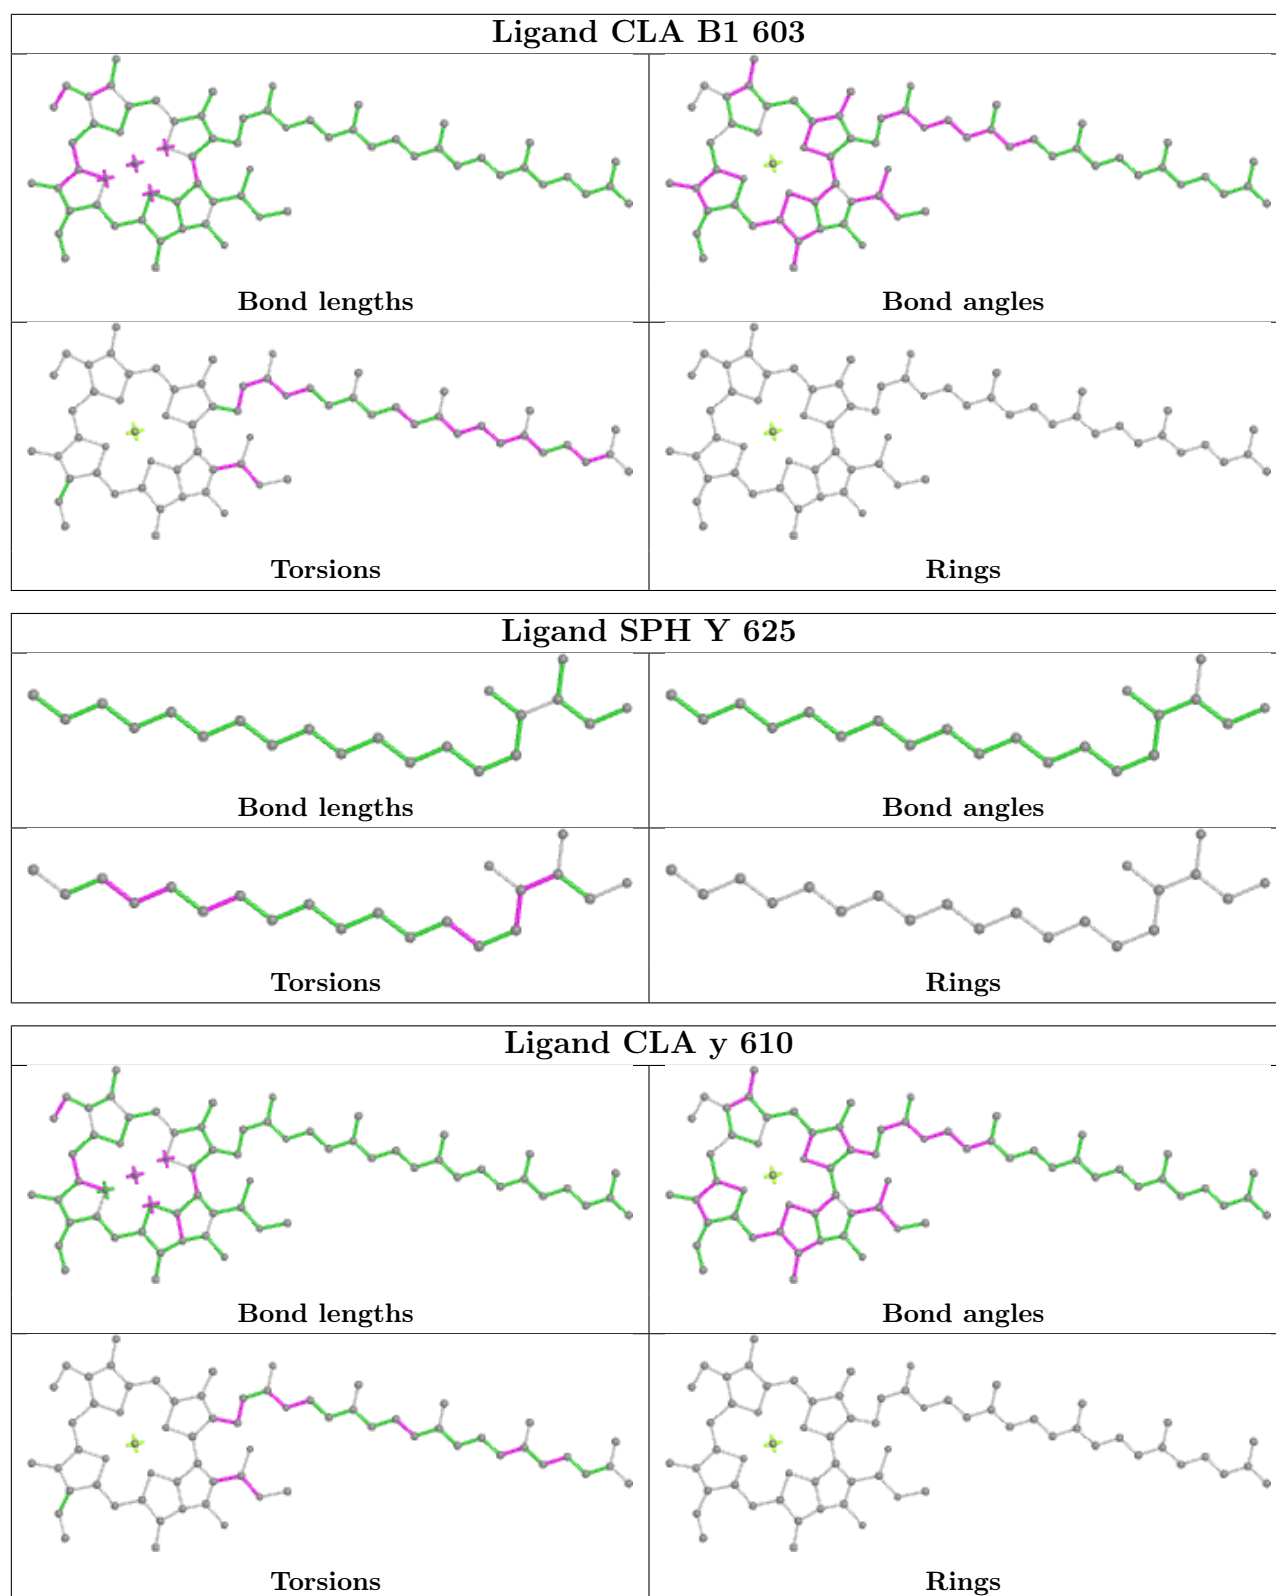 Ligand CLA B1 603
Bond lengths
Bond angles
Torsions
Rings
Ligand SPH Y 625
Bond lengths
Bond angles
Torsions
Rings
Ligand CLA y 610
Bond lengths
Bond angles
Torsions
Rings